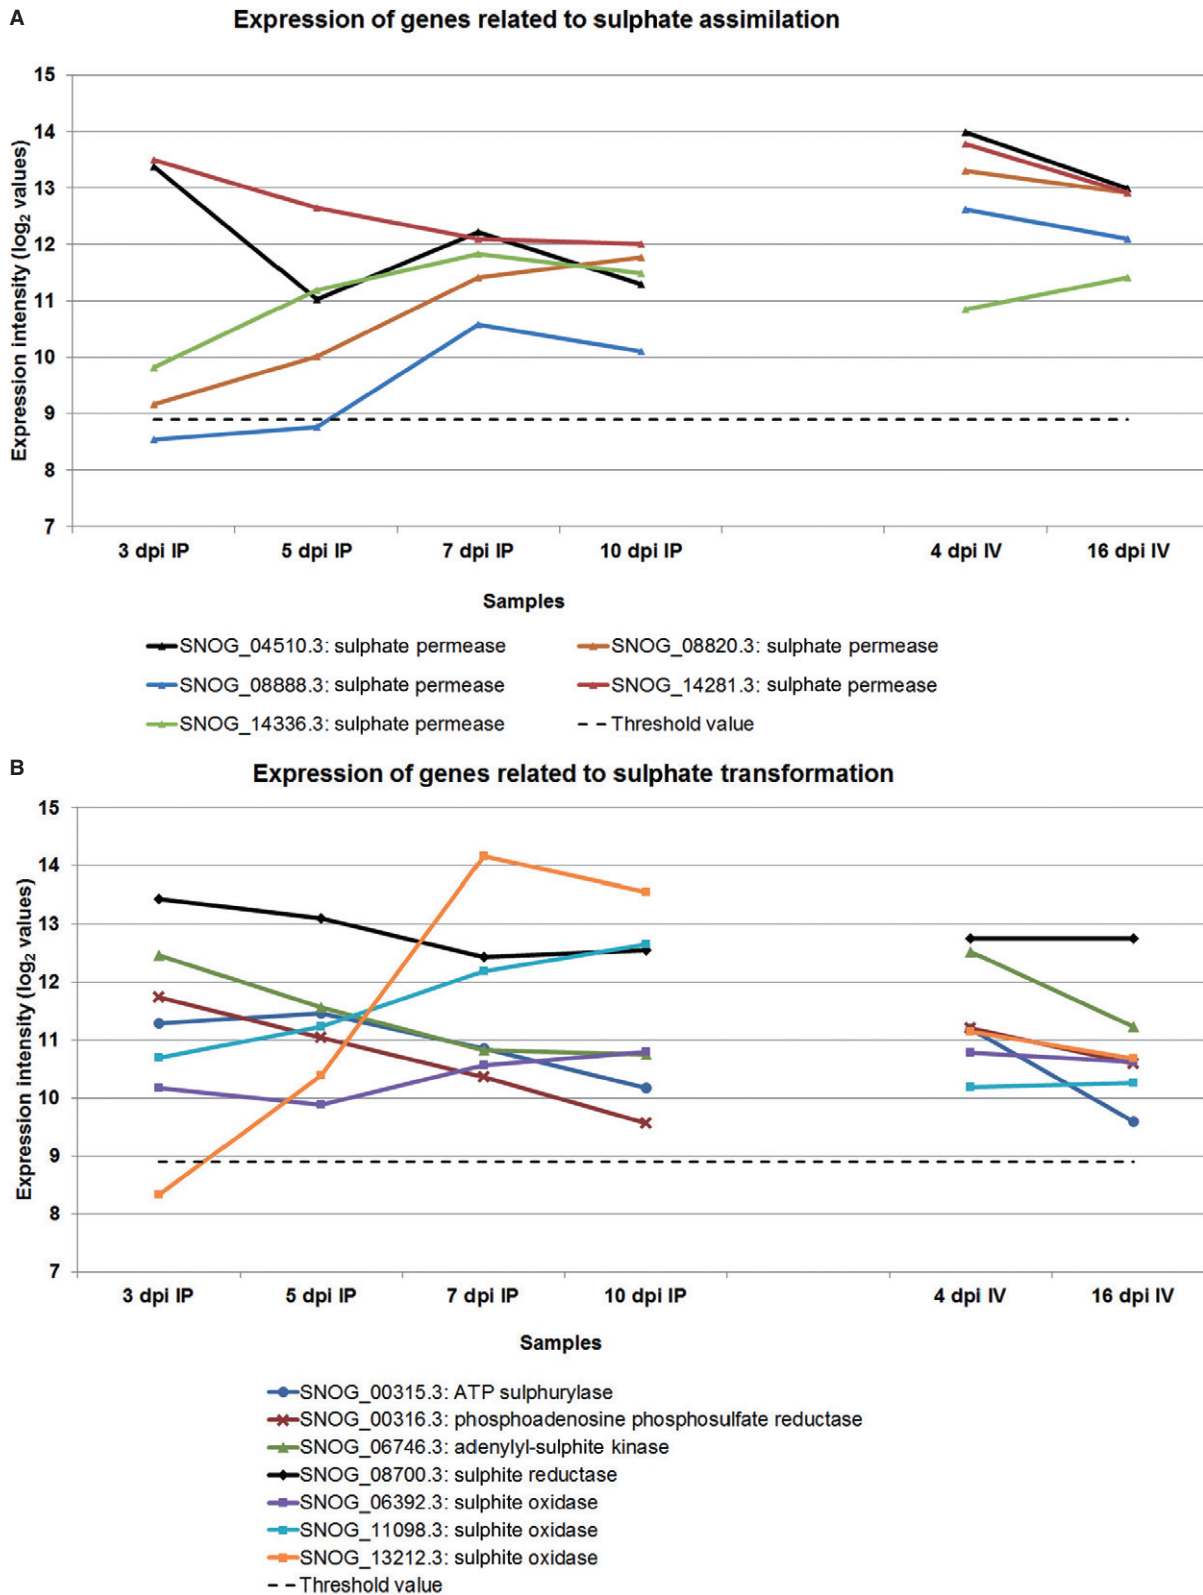 A
Expression of genes related to sulphate assimilation
15
14
13
12
11
10
9
8
7
Expression intensity (log₂ values)
3 dpi IP
5 dpi IP
7 dpi IP
10 dpi IP
4 dpi IV
16 dpi IV
Samples
SNOG_04510.3: sulphate permease
SNOG_08820.3: sulphate permease
SNOG_08888.3: sulphate permease
SNOG_14281.3: sulphate permease
SNOG_14336.3: sulphate permease
Threshold value
B
Expression of genes related to sulphate transformation
15
14
13
12
11
10
9
8
7
Expression intensity (log₂ values)
3 dpi IP
5 dpi IP
7 dpi IP
10 dpi IP
4 dpi IV
16 dpi IV
Samples
SNOG_00315.3: ATP sulphurylase
SNOG_00316.3: phosphoadenosine phosphosulfate reductase
SNOG_06746.3: adenylyl-sulphite kinase
SNOG_08700.3: sulphite reductase
SNOG_06392.3: sulphite oxidase
SNOG_11098.3: sulphite oxidase
SNOG_13212.3: sulphite oxidase
Threshold value